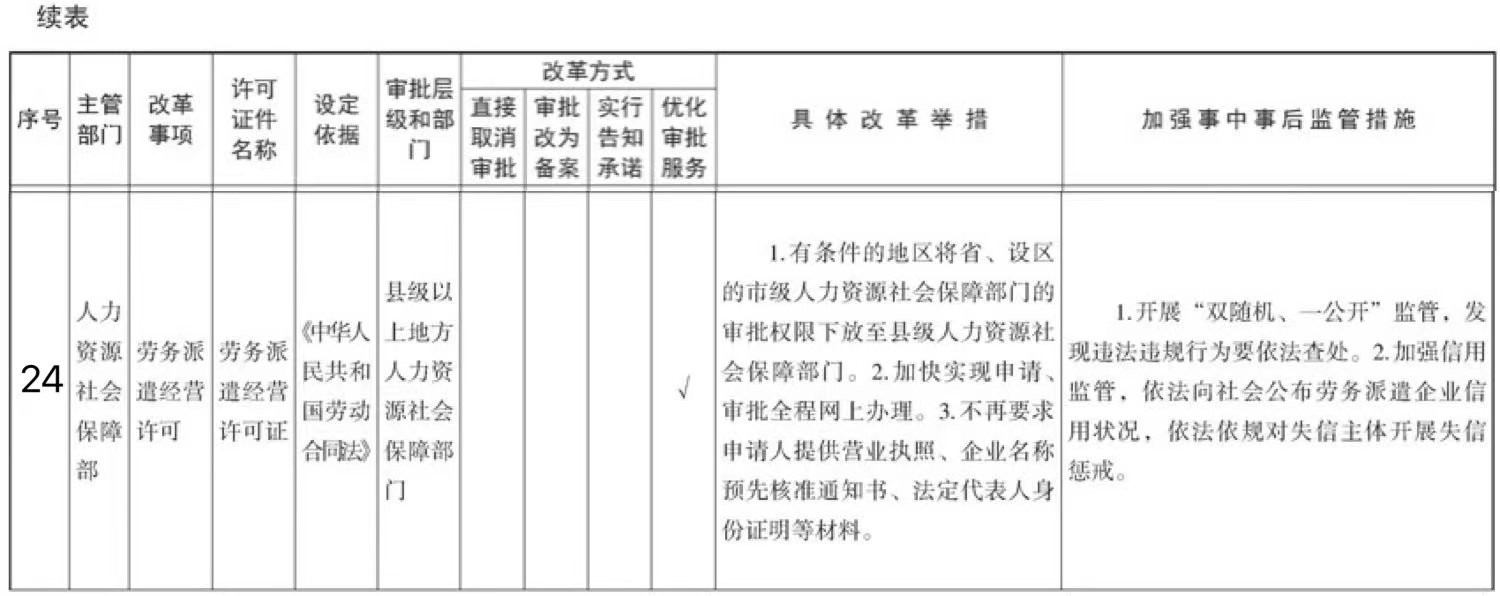 续表
序号
主管
部门
改革
事项
许可
证件
名称
设定
依据
审批层
级和部
门
改革方式
直接
取消
审批
审批
改为
备案
实行
告知
承诺
优化
审批
服务
具体改革举措
加强事中事后监管措施
24
人力
资源
社会
保障
部
劳务派
遣经营
许可
劳务派
遣经营
许可证
《中华人
民共和
国劳动
合同法》
县级以
上地方
人力资
源社会
保障部
门
√
1.有条件的地区将省、设区
的市级人力资源社会保障部门的
审批权限下放至县级人力资源社
会保障部门。2.加快实现申请、
审批全程网上办理。3.不再要求
申请人提供营业执照、企业名称
预先核准通知书、法定代表人身
份证明等材料。
1.开展“双随机、一公开”监管，发
现违法违规行为要依法查处。2.加强信用
监管，依法向社会公布劳务派遣企业信
用状况，依法依规对失信主体开展失信
惩戒。